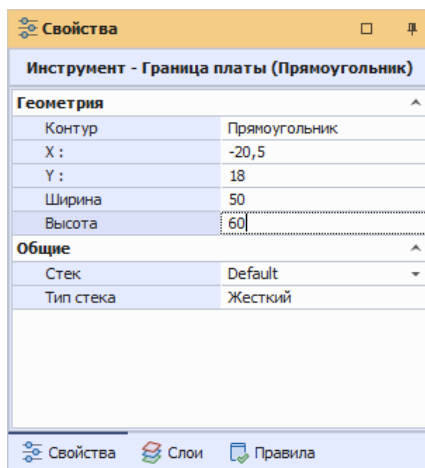 Свойства
Инструмент - Граница платы (Прямоугольник)
Геометрия
Контур Прямоугольник
X : -20,5
Y : 18
Ширина 50
Высота 60
Общие
Стек Default
Тип стека Жесткий
Свойства Слои Правила